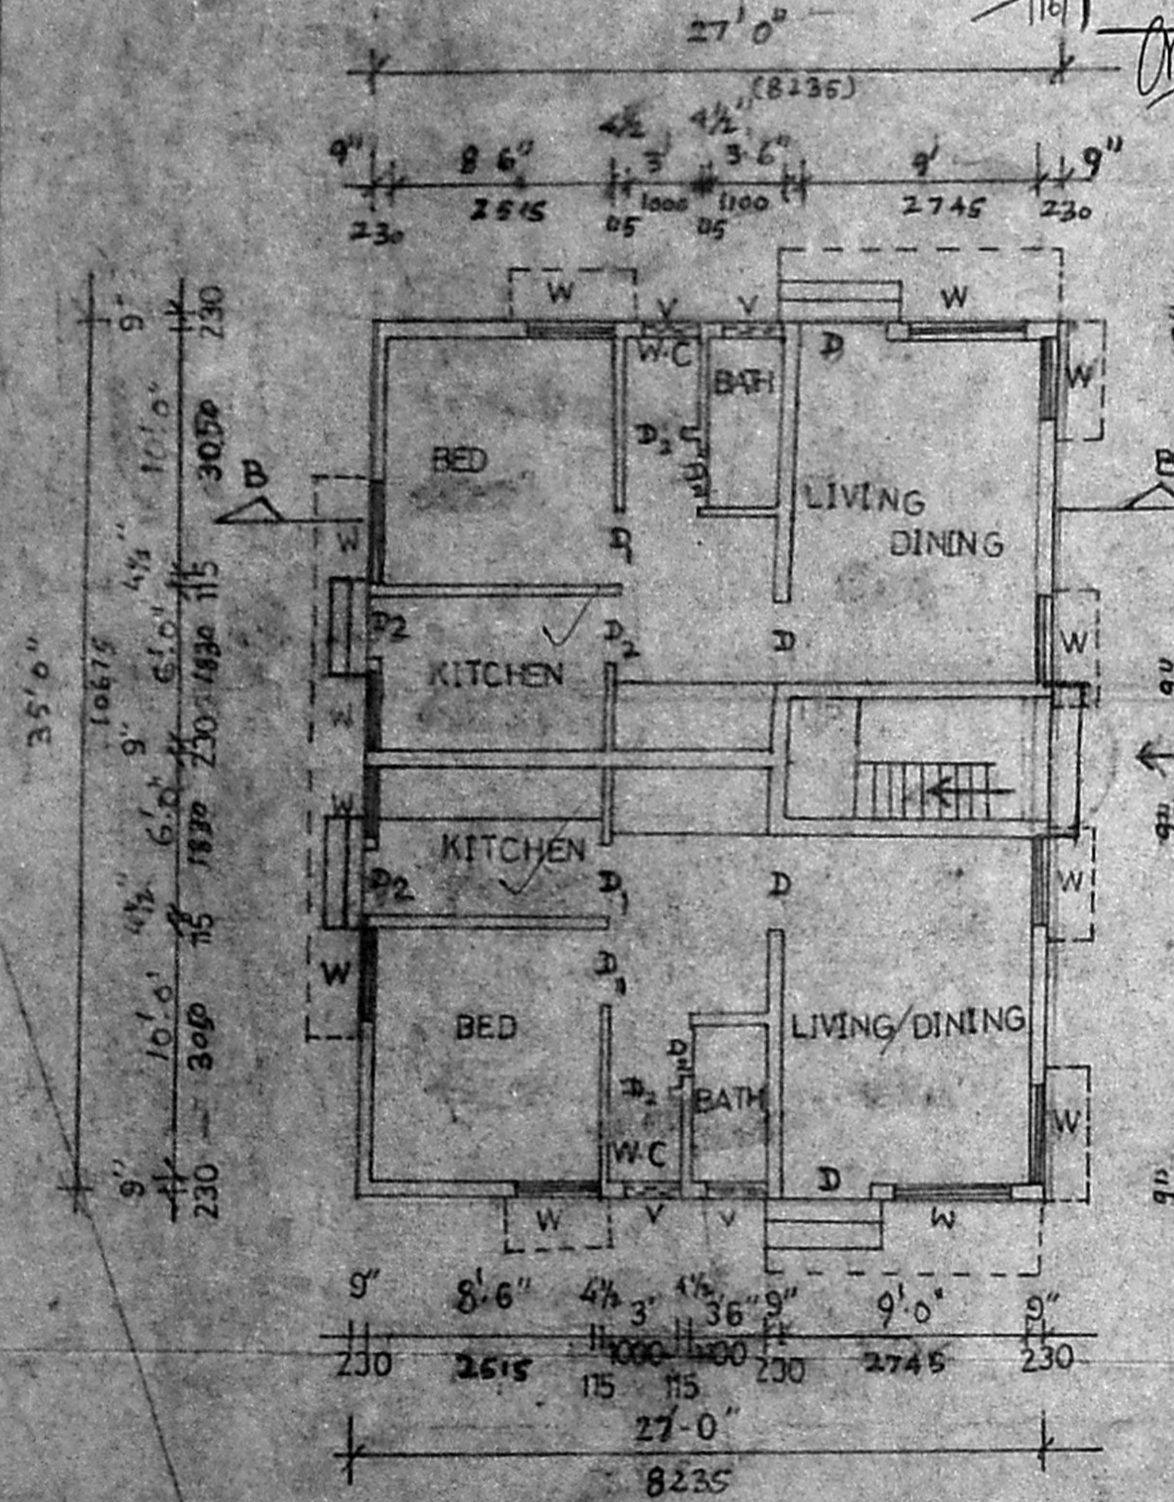 27'0"
(8235)
4½ 4½"
9" 8 6" 3' 3-6" 9' 9"
230 2515 115 1000 115 1100 2745 230
W V V W
W.C D
BATH W
BED D2
B
LIVING
DINING
W D1
D2 D2 D W
KITCHEN
W
W
KITCHEN
D2 D1 D W
W D1
BED LIVING/DINING
D2 BATH W
W.C D
W V V W
9" 8'.6" 4½ 3' 4½ 3'6" 9" 9'.0" 9"
230 2515 115 1000 115 1100 230 2745 230
27'-0"
8235
35'0"
10675
9" 10'0" 4½" 6'.0" 9" 6'.0" 4½" 10'.0' 9"
230 3050 115 1830 230 1830 115 3050 230